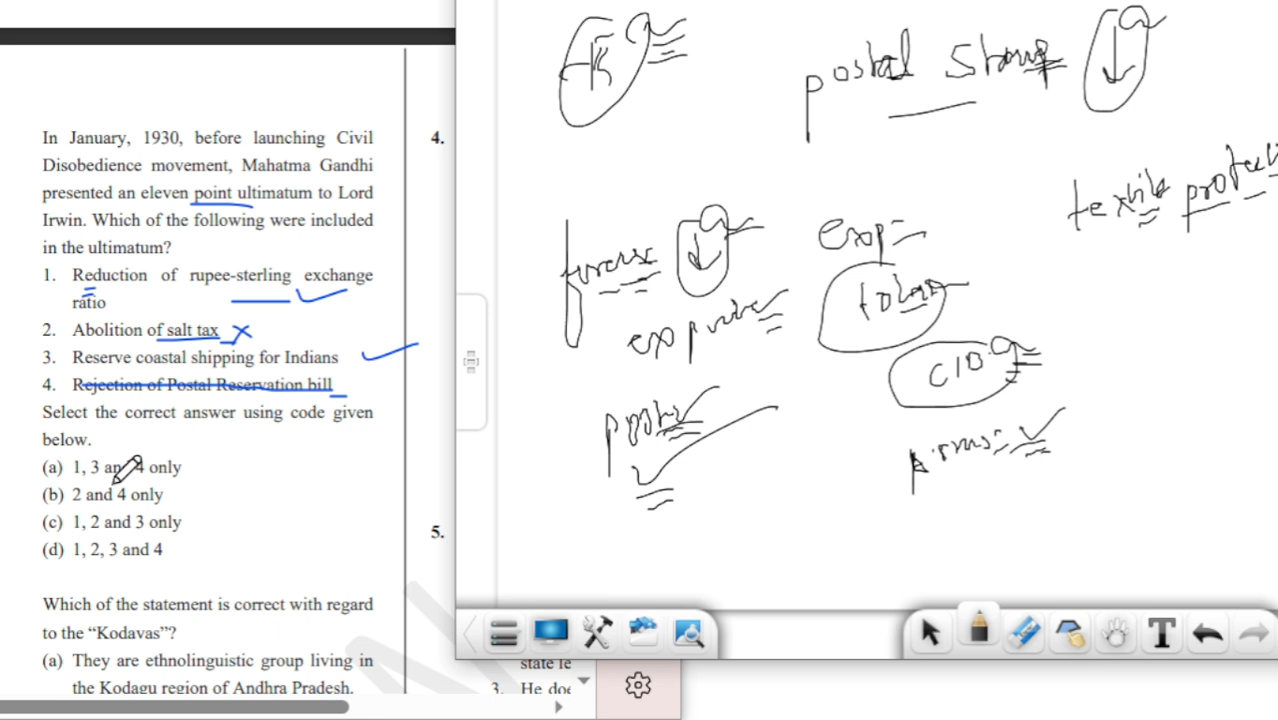 In January, 1930, before launching Civil
Disobedience movement, Mahatma Gandhi
presented an eleven point ultimatum to Lord
Irwin. Which of the following were included
in the ultimatum?
1. Reduction of rupee-sterling exchange
ratio
2. Abolition of salt tax
3. Reserve coastal shipping for Indians
4. Rejection of Postal Reservation bill
Select the correct answer using code given
below.
(a) 1, 3 an 4 only
(b) 2 and 4 only
(c) 1, 2 and 3 only
(d) 1, 2, 3 and 4
Which of the statement is correct with regard
to the “Kodavas”?
(a) They are ethnolinguistic group living in
the Kodagu region of Andhra Pradesh.
4.
5.
postal
textile
exp
CID
state le
3. He doe
T